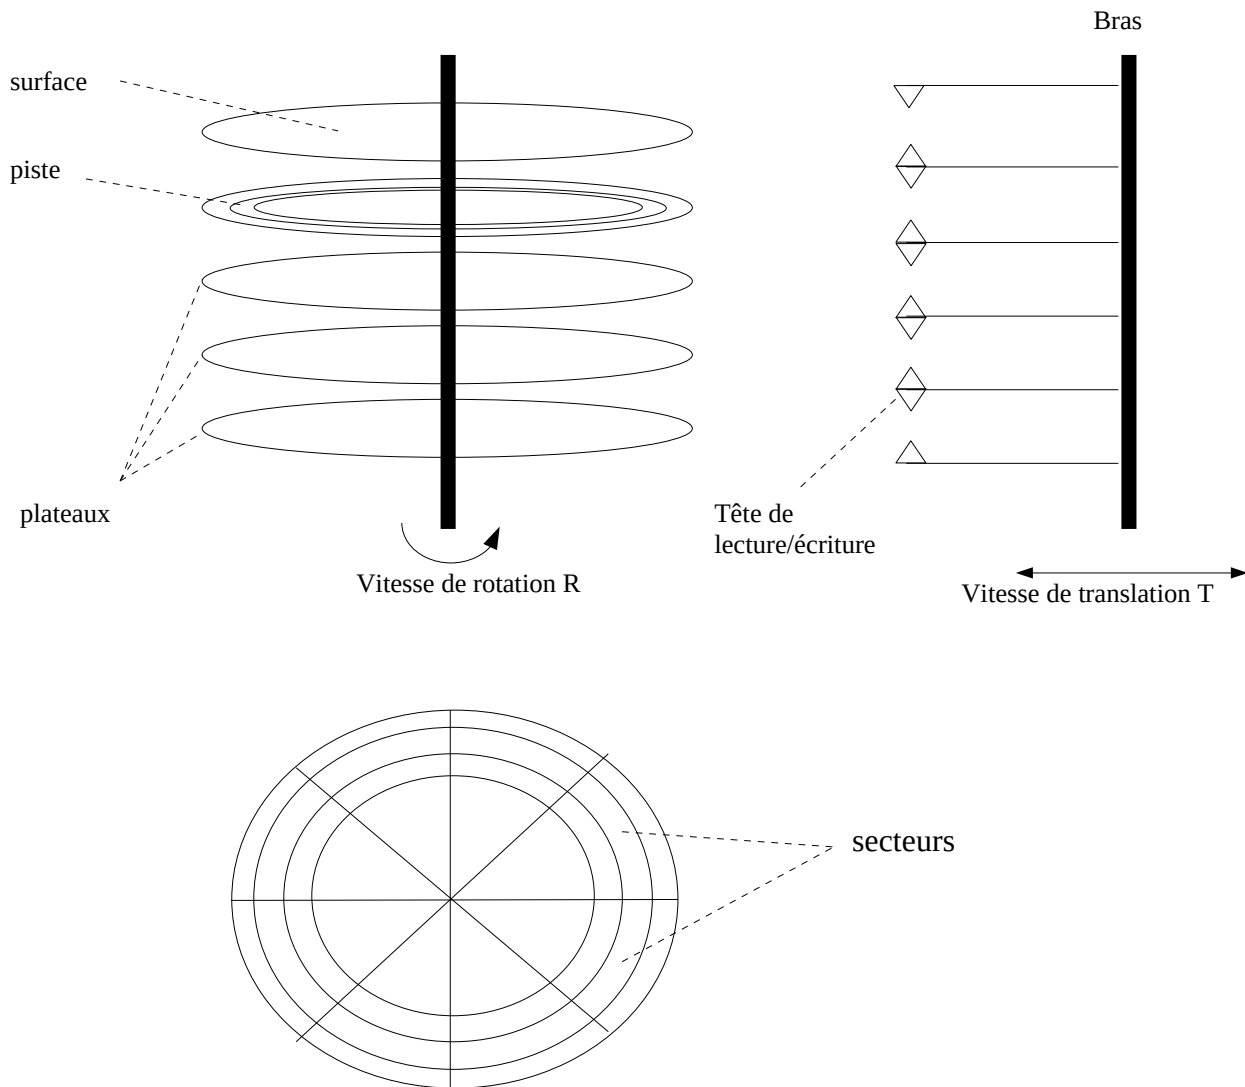 Bras
surface
piste
plateaux
Tête de
lecture/écriture
Vitesse de rotation R
Vitesse de translation T
secteurs